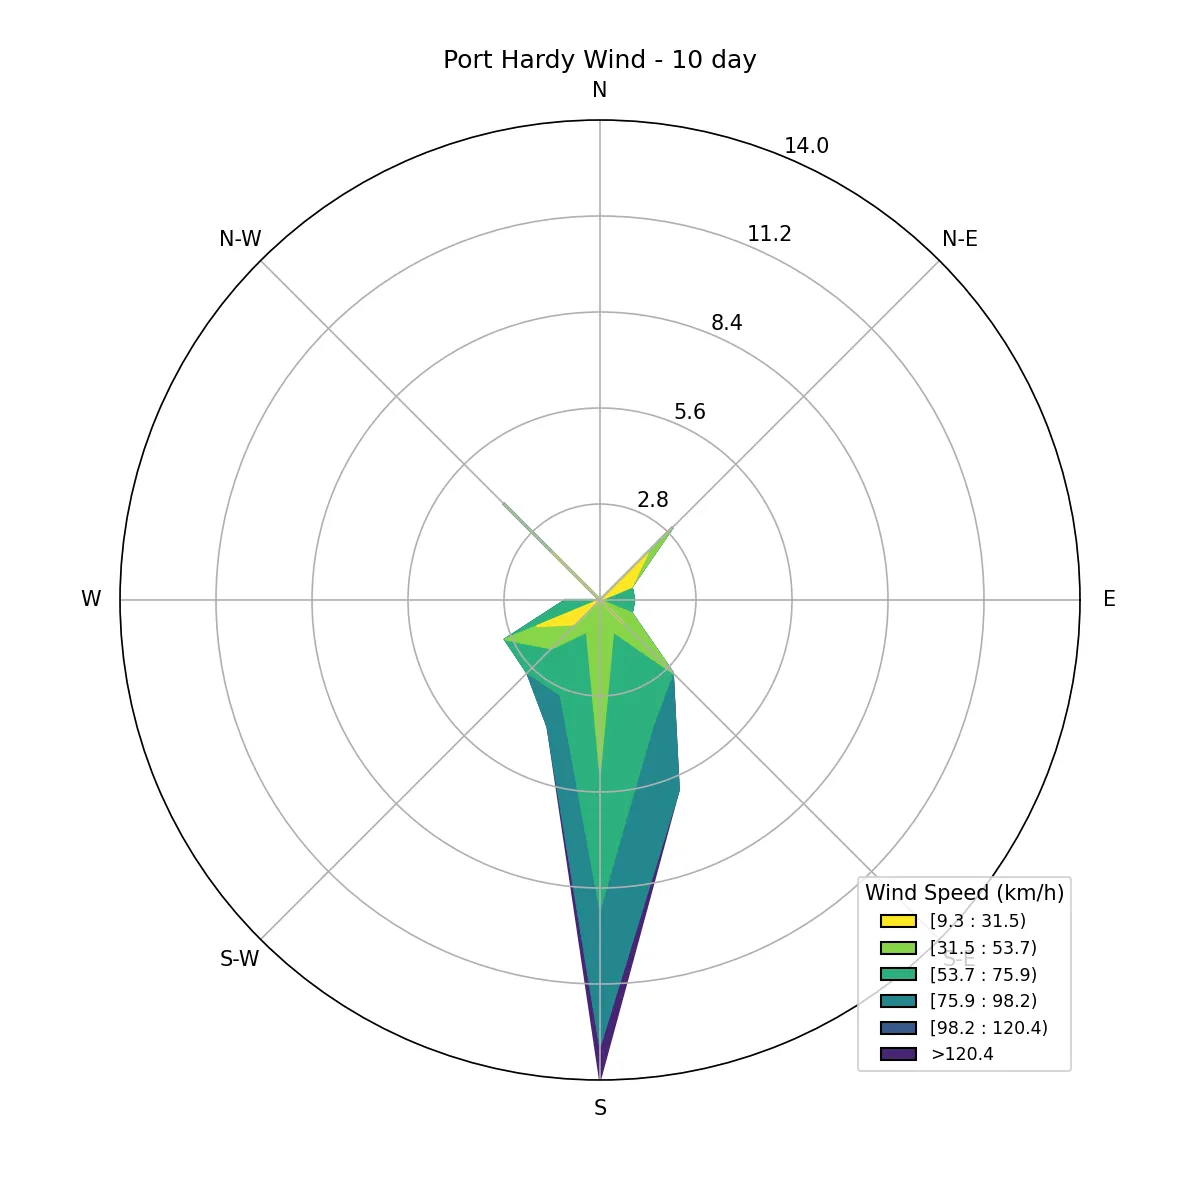 Port Hardy Wind - 10 day
N
14.0
11.2
N-W
N-E
8.4
5.6
2.8
W
E
Wind Speed (km/h)
[9.3 : 31.5)
[31.5 : 53.7)
S-W
S-E
[53.7 : 75.9)
[75.9 : 98.2)
[98.2 : 120.4)
>120.4
S